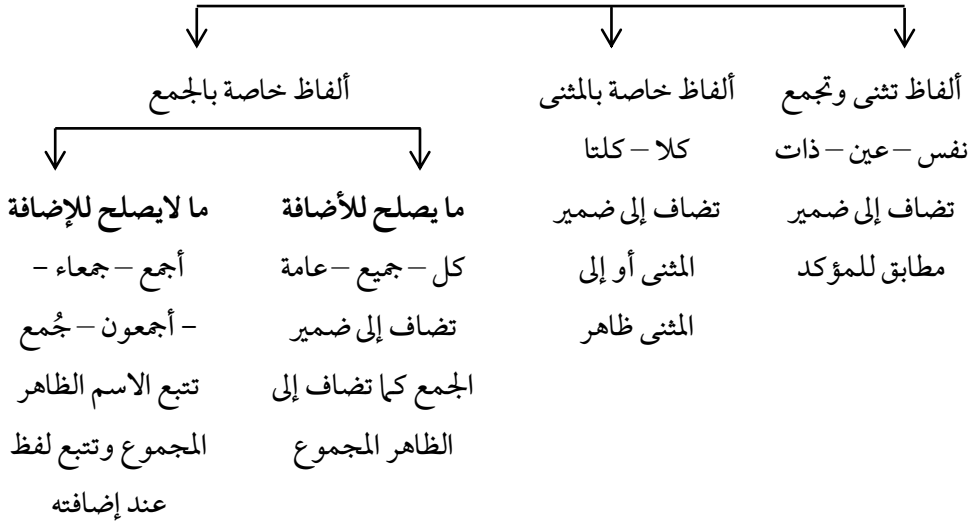 ألفاظ تثنى وتجمع
نفس – عين – ذات
تضاف إلى ضمير
مطابق للمؤكد
ألفاظ خاصة بالمثنى
كلا – كلتا
تضاف إلى ضمير
المثنى أو إلى
المثنى ظاهر
ألفاظ خاصة بالجمع
ما يصلح للأضافة
كل – جميع – عامة
تضاف إلى ضمير
الجمع كما تضاف إلى
الظاهر المجموع
ما لايصلح للإضافة
أجمع – جمعاء -
- أجمعون – جُمع
تتبع الاسم الظاهر
المجموع وتتبع لفظ
عند إضافته